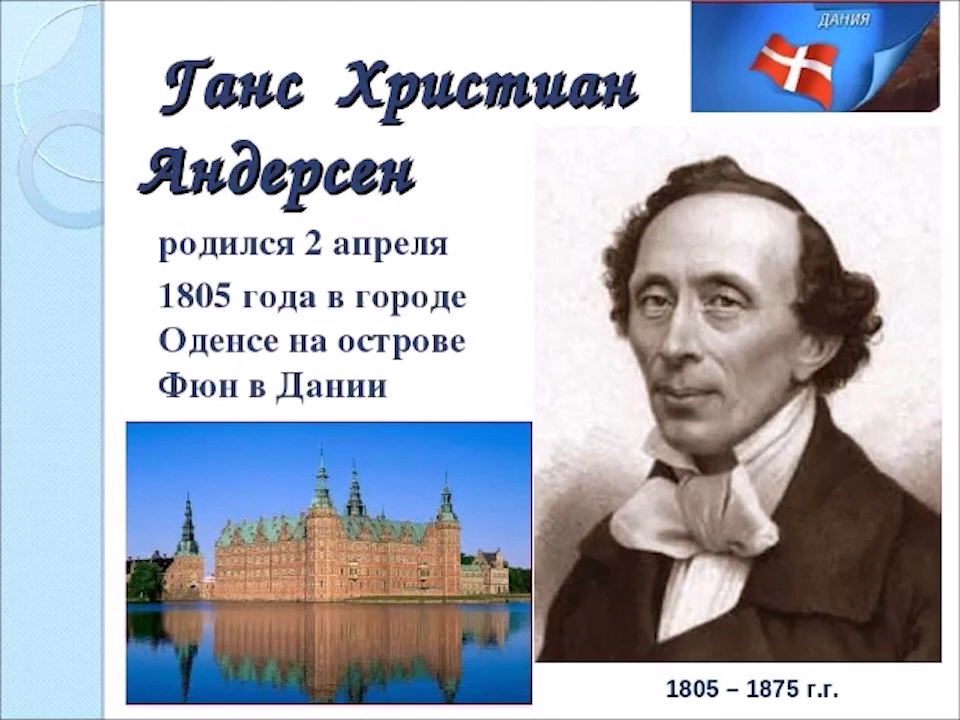 ДАНИЯ
Ганс Христиан
Андерсен
родился 2 апреля
1805 года в городе
Оденсе на острове
Фюн в Дании
1805 – 1875 г.г.